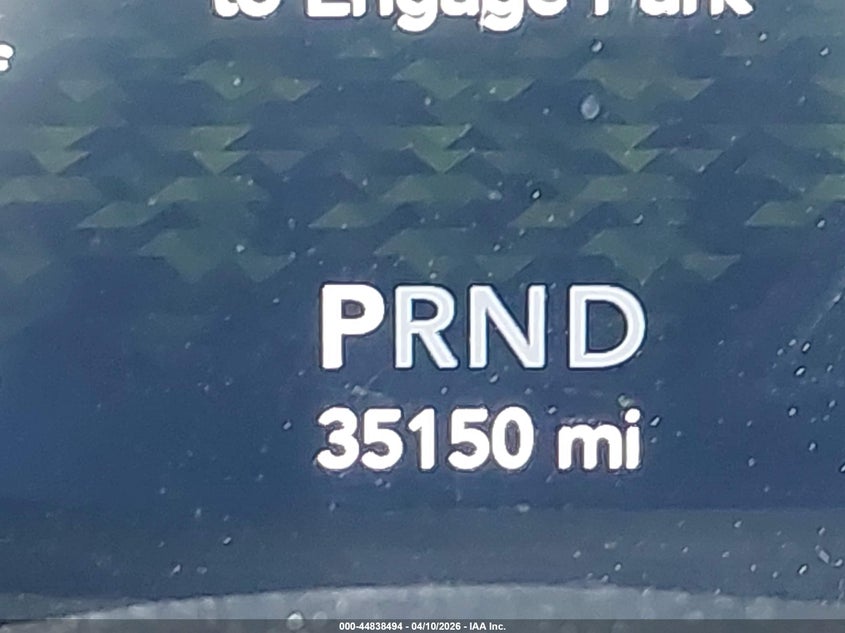 to Engage Park
PRND
35150 mi
000-44838494 - 04/10/2026 - IAA Inc.